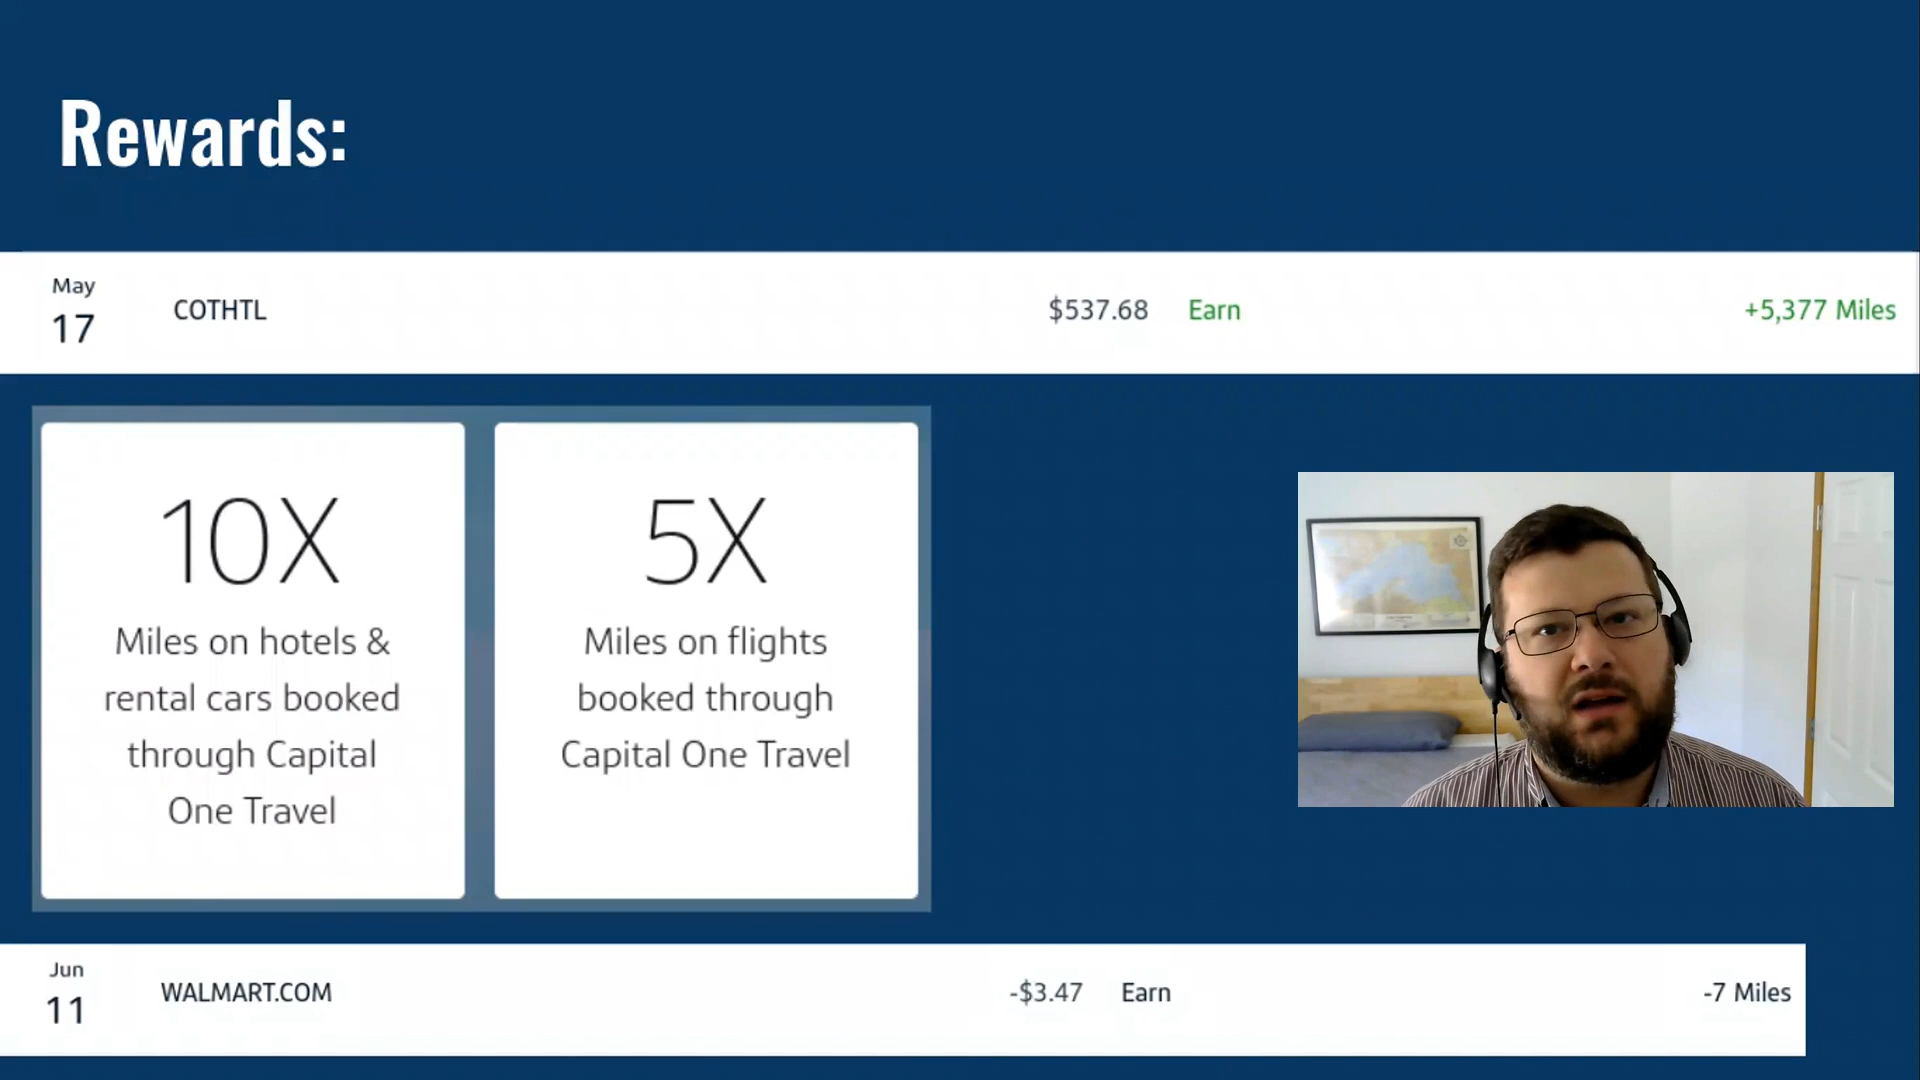 Rewards:
May
17
COTHTL
$537.68
Earn
+5,377 Miles
10X
Miles on hotels &
rental cars booked
through Capital
One Travel
5X
Miles on flights
booked through
Capital One Travel
Jun
11
WALMART.COM
-$3.47
Earn
-7 Miles